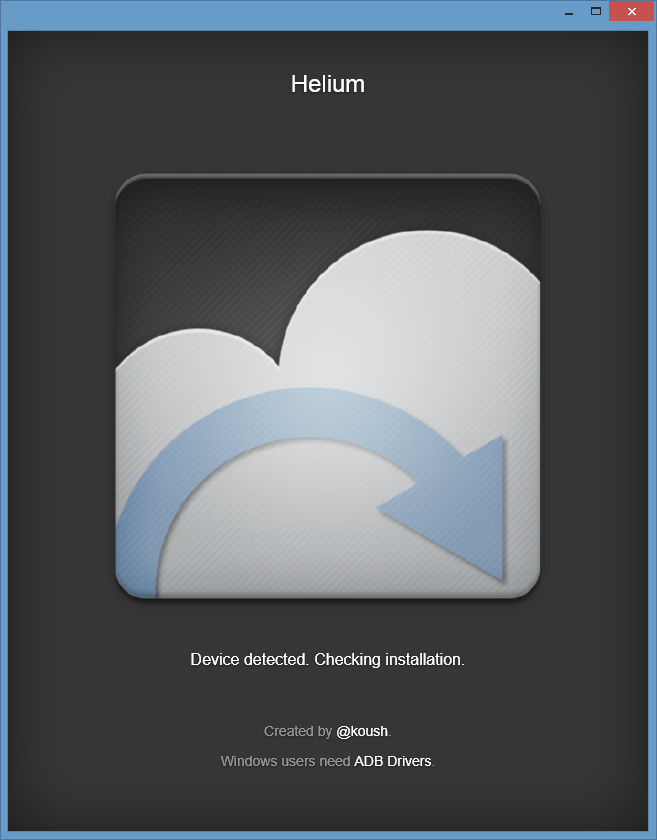 Helium
Device detected. Checking installation.
Created by @koush.
Windows users need ADB Drivers.